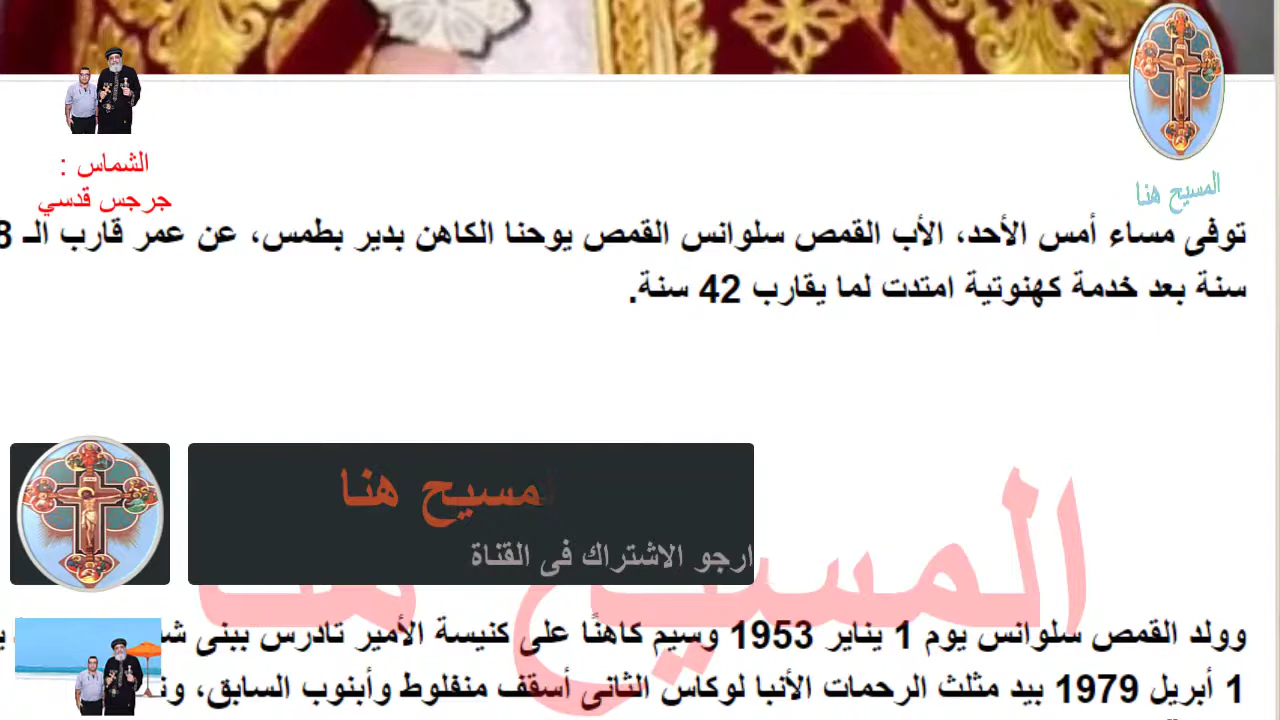 الشماس :
جرجس قدسي
المسيح هنا
توفى مساء أمس الأحد، الأب القمص سلوانس القمص يوحنا الكاهن بدير بطمس، عن عمر قارب الـ
سنة بعد خدمة كهنوتية امتدت لما يقارب 42 سنة.
المسيح هنا
ارجو الاشتراك فى القناة
المسيح هنا
وولد القمص سلوانس يوم 1 يناير 1953 وسيم كاهنًا على كنيسة الأمير تادرس ببنى
1 أبريل 1979 بيد مثلث الرحمات الأنبا لوكاس الثانى أسقف منفلوط وأبنوب السابق،